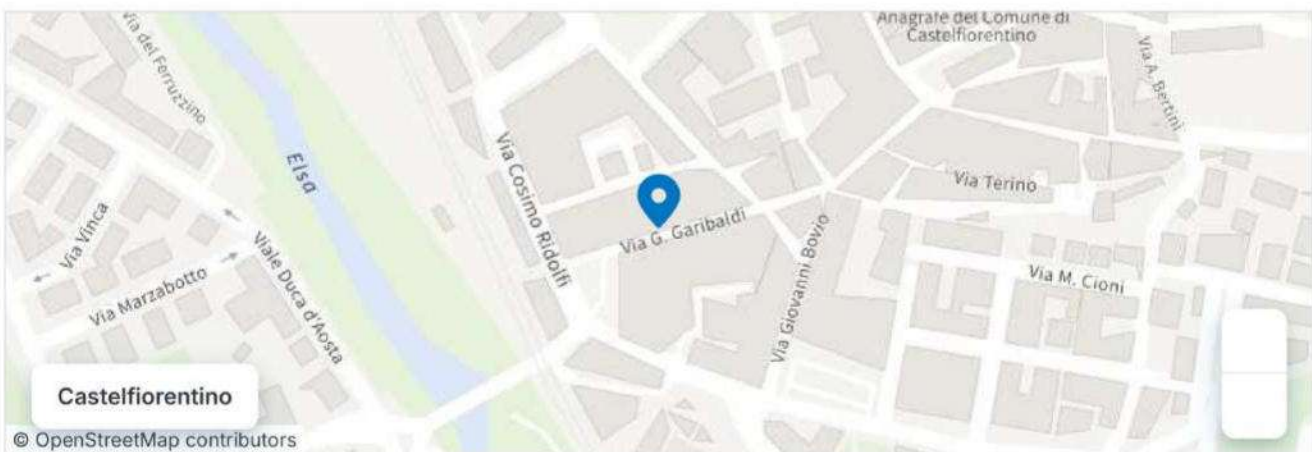 Anagrafe del Comune di
Castelfiorentino
Via del Ferruzzino
Via A. Bertini
Elsa
Via Cosimo Ridolfi
Via Terino
Via Vinca
Via G. Garibaldi
Viale Duca d'Aosta
Via Giovanni Bovio
Via M. Cioni
Via Marzabotto
Castelfiorentino
© OpenStreetMap contributors